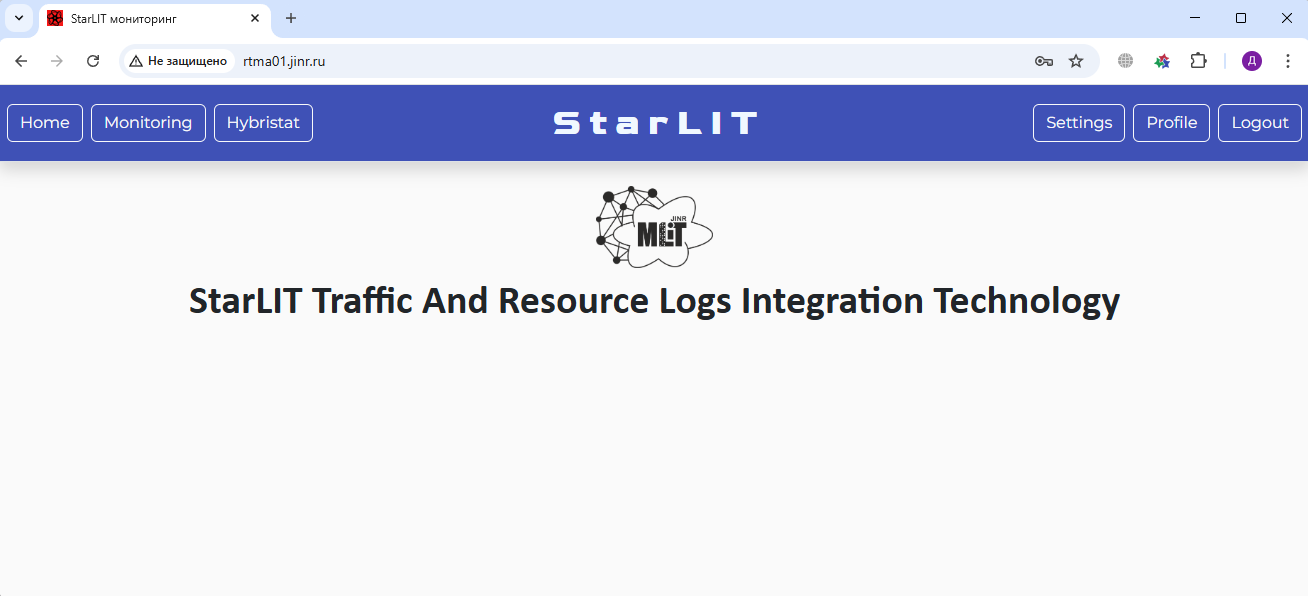 StarLIT мониторинг
Не защищено rtma01.jinr.ru
Д
Home Monitoring Hybristat StarLIT Settings Profile Logout
JINR
MLiT
StarLIT Traffic And Resource Logs Integration Technology